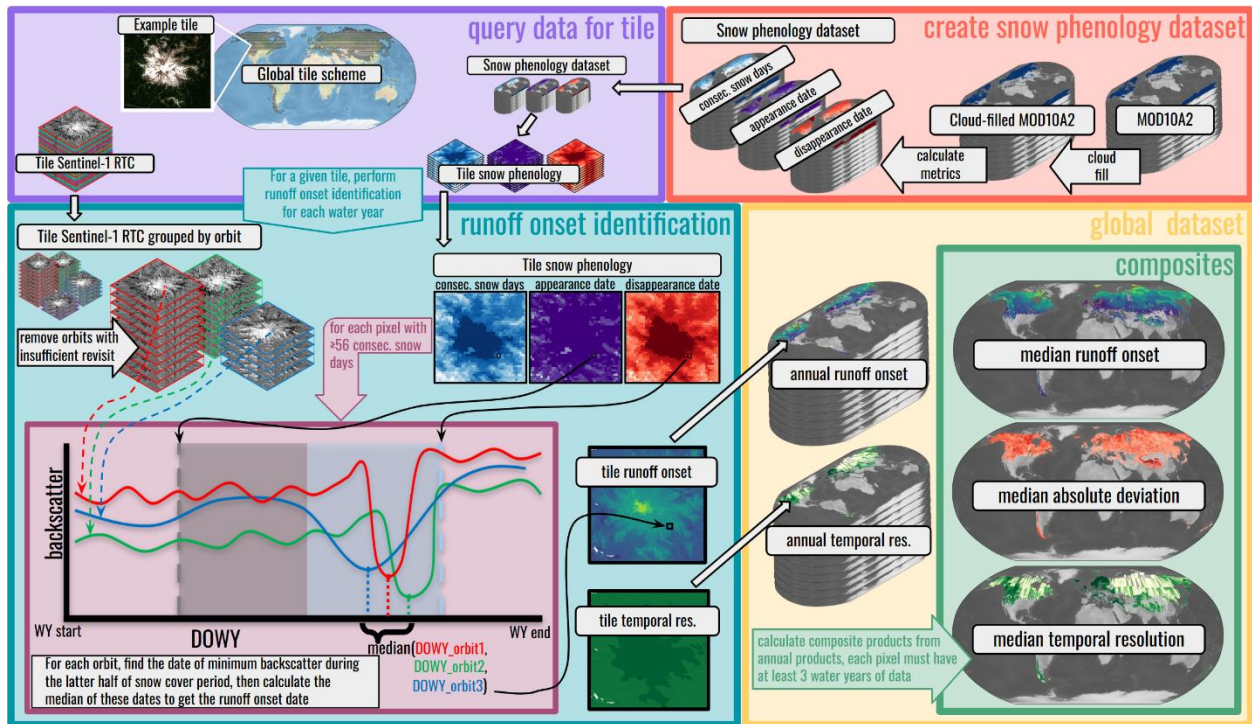 query data for tile
Example tile
Global tile scheme
Snow phenology dataset
Tile Sentinel-1 RTC
Tile snow phenology
For a given tile, perform
runoff onset identification
for each water year
create snow phenology dataset
Snow phenology dataset
consec. snow days
appearance date
disappearance date
Cloud-filled MOD10A2
MOD10A2
calculate
metrics
cloud
fill
runoff onset identification
Tile Sentinel-1 RTC grouped by orbit
remove orbits with
insufficient revisit
Tile snow phenology
consec. snow days
appearance date
disappearance date
for each pixel with
≥56 consec. snow
days
backscatter
WY start
DOWY
WY end
median(DOWY_orbit1,
DOWY_orbit2,
DOWY_orbit3)
For each orbit, find the date of minimum backscatter during
the latter half of snow cover period, then calculate the
median of these dates to get the runoff onset date
tile runoff onset
tile temporal res.
global dataset
annual runoff onset
annual temporal res.
calculate composite products from
annual products, each pixel must have
at least 3 water years of data
composites
median runoff onset
median absolute deviation
median temporal resolution